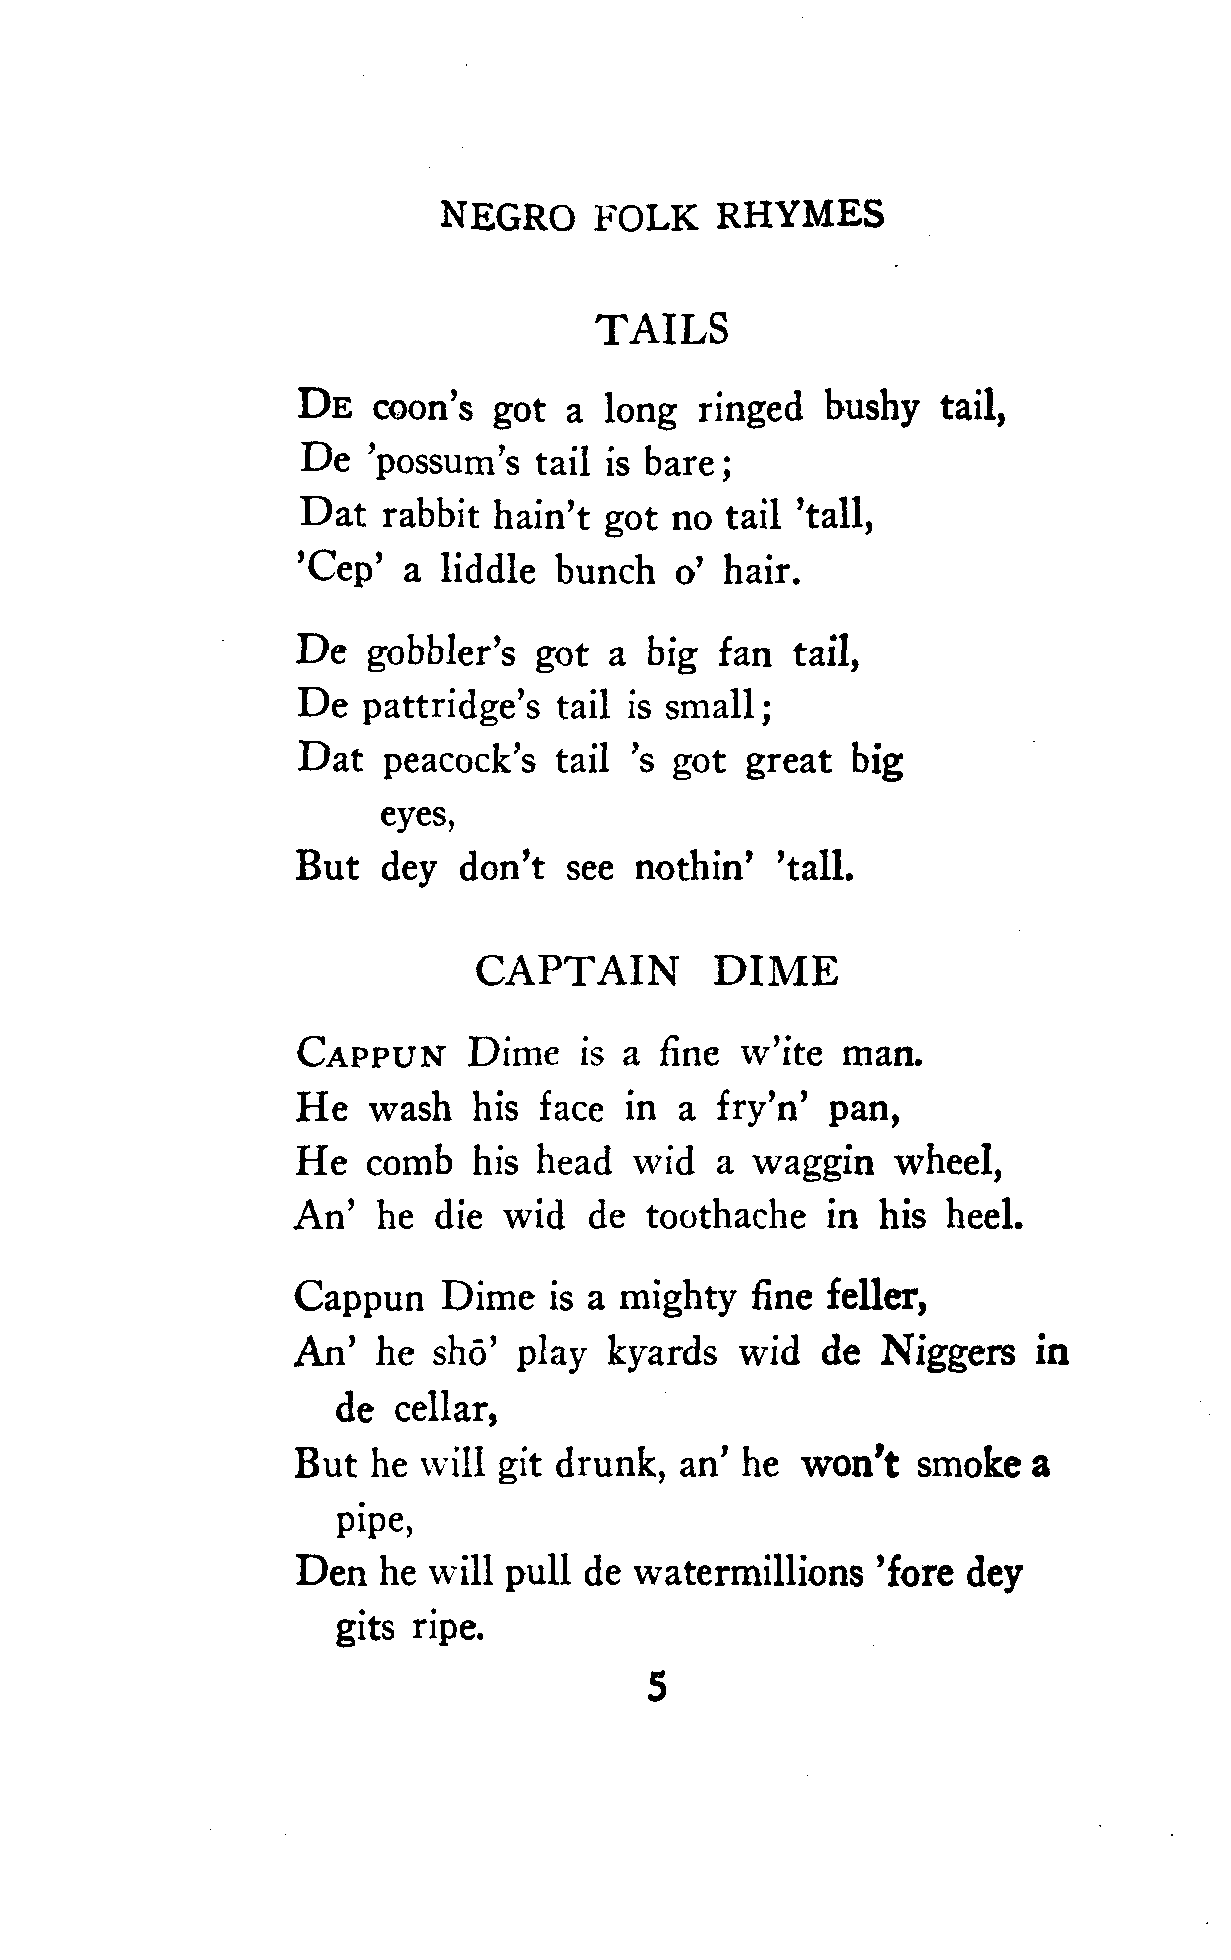 NEGRO FOLK RHYMES
TAILS
DE coon's got a long ringed bushy tail,
De 'possum's tail is bare;
Dat rabbit hain't got no tail 'tall,
'Cep' a liddle bunch o' hair.
De gobbler's got a big fan tail,
De pattridge's tail is small;
Dat peacock's tail 's got great big
eyes,
But dey don't see nothin' 'tall.
CAPTAIN DIME
CAPPUN Dime is a fine w'ite man.
He wash his face in a fry'n' pan,
He comb his head wid a waggin wheel,
An' he die wid de toothache in his heel.
Cappun Dime is a mighty fine feller,
An' he shō' play kyards wid de Niggers in
de cellar,
But he will git drunk, an' he won't smoke a
pipe,
Den he will pull de watermillions 'fore dey
gits ripe.
5